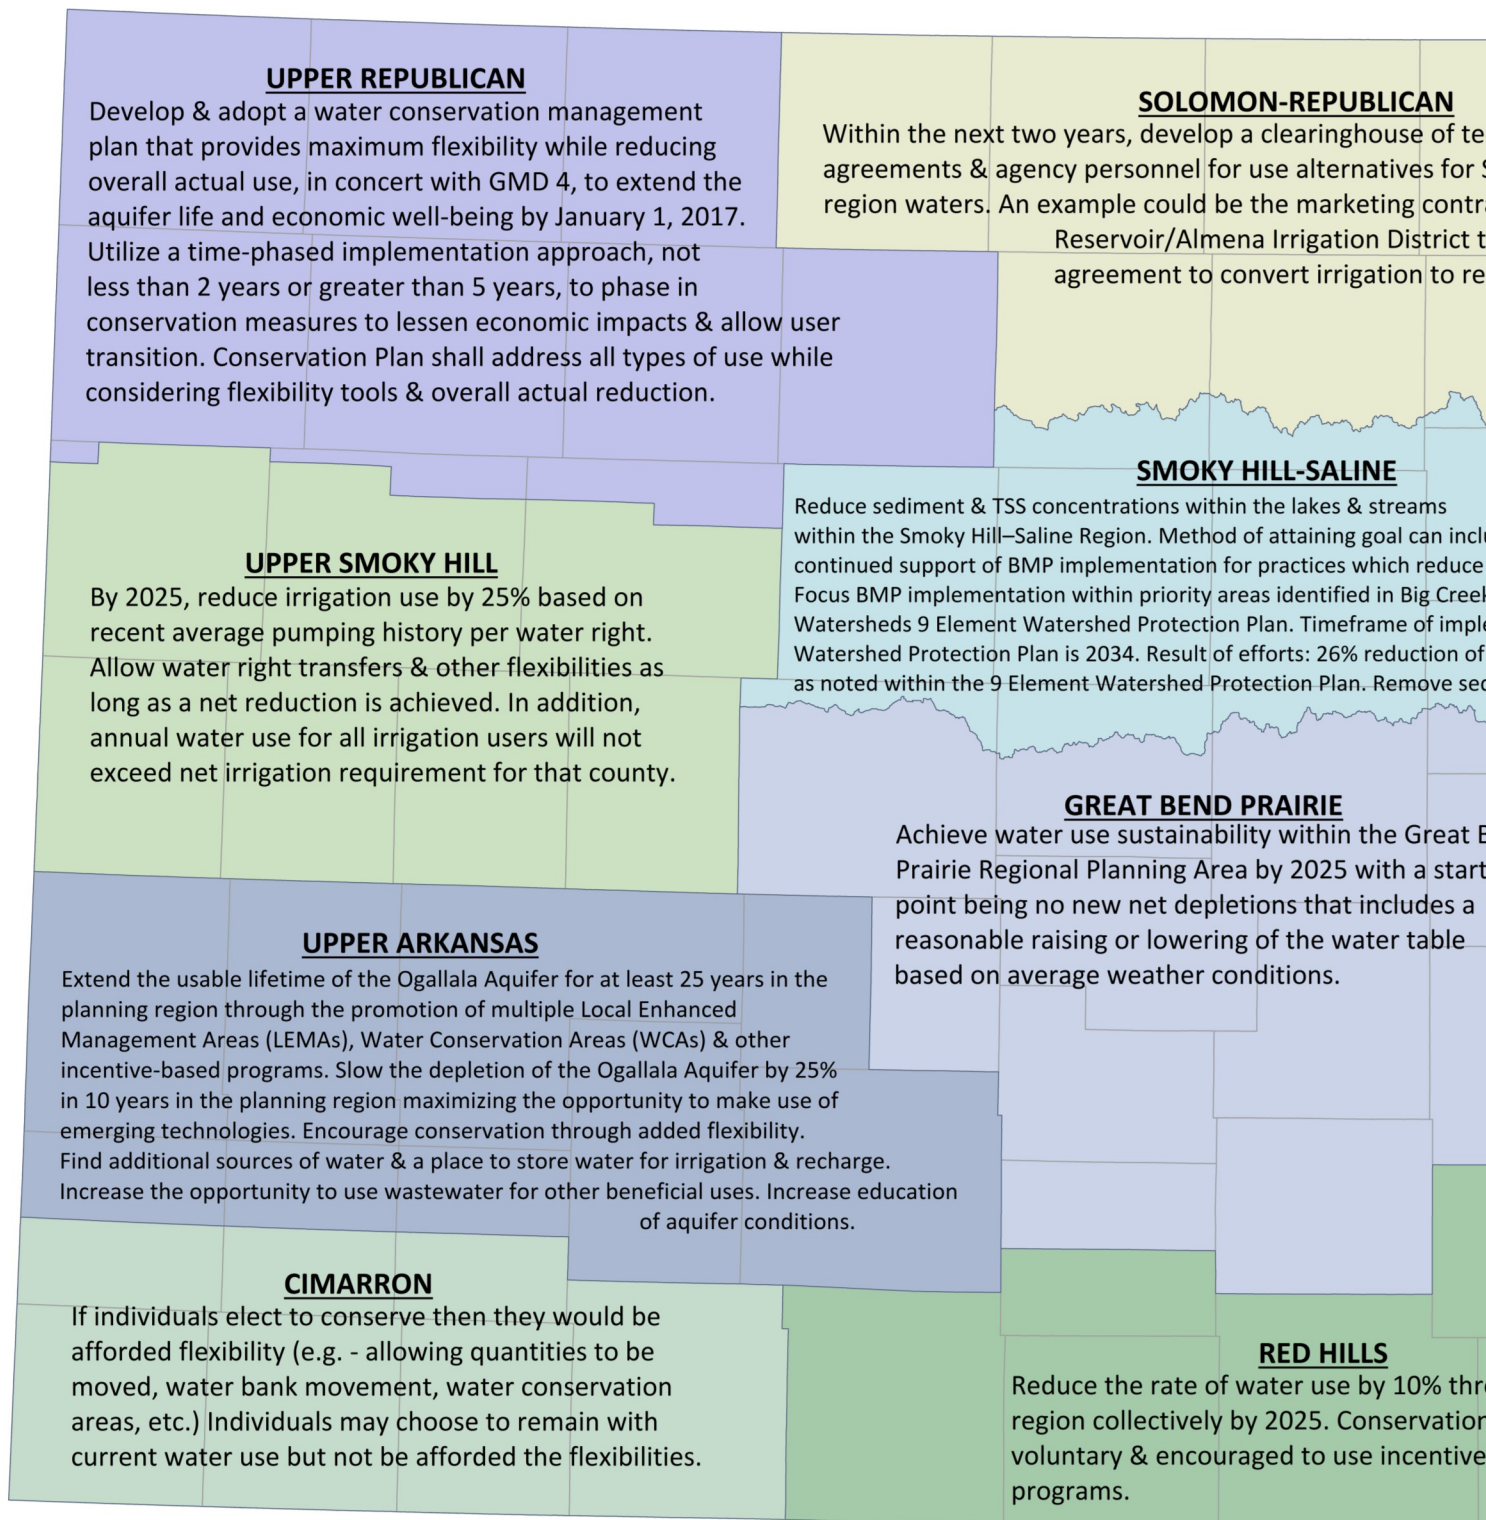 UPPER REPUBLICAN
Develop & adopt a water conservation management
plan that provides maximum flexibility while reducing
overall actual use, in concert with GMD 4, to extend the
aquifer life and economic well-being by January 1, 2017.
Utilize a time-phased implementation approach, not
less than 2 years or greater than 5 years, to phase in
conservation measures to lessen economic impacts & allow user
transition. Conservation Plan shall address all types of use while
considering flexibility tools & overall actual reduction.
SOLOMON-REPUBLICAN
Within the next two years, develop a clearinghouse of
agreements & agency personnel for use alternatives for
region waters. An example could be the marketing
Reservoir/Almena Irrigation District
agreement to convert irrigation to
SMOKY HILL-SALINE
Reduce sediment & TSS concentrations within the lakes & streams
within the Smoky Hill–Saline Region. Method of attaining goal can
continued support of BMP implementation for practices which reduce
Focus BMP implementation within priority areas identified in Big Creek
Watersheds 9 Element Watershed Protection Plan. Timeframe of
Watershed Protection Plan is 2034. Result of efforts: 26% reduction of
as noted within the 9 Element Watershed Protection Plan. Remove
UPPER SMOKY HILL
By 2025, reduce irrigation use by 25% based on
recent average pumping history per water right.
Allow water right transfers & other flexibilities as
long as a net reduction is achieved. In addition,
annual water use for all irrigation users will not
exceed net irrigation requirement for that county.
GREAT BEND PRAIRIE
Achieve water use sustainability within the Great
Prairie Regional Planning Area by 2025 with a
point being no new net depletions that includes a
reasonable raising or lowering of the water table
based on average weather conditions.
UPPER ARKANSAS
Extend the usable lifetime of the Ogallala Aquifer for at least 25 years in the
planning region through the promotion of multiple Local Enhanced
Management Areas (LEMAs), Water Conservation Areas (WCAs) & other
incentive-based programs. Slow the depletion of the Ogallala Aquifer by 25%
in 10 years in the planning region maximizing the opportunity to make use of
emerging technologies. Encourage conservation through added flexibility.
Find additional sources of water & a place to store water for irrigation & recharge.
Increase the opportunity to use wastewater for other beneficial uses. Increase education
of aquifer conditions.
CIMARRON
If individuals elect to conserve then they would be
afforded flexibility (e.g. - allowing quantities to be
moved, water bank movement, water conservation
areas, etc.) Individuals may choose to remain with
current water use but not be afforded the flexibilities.
RED HILLS
Reduce the rate of water use by 10%
region collectively by 2025. Conservation
voluntary & encouraged to use incentive
programs.